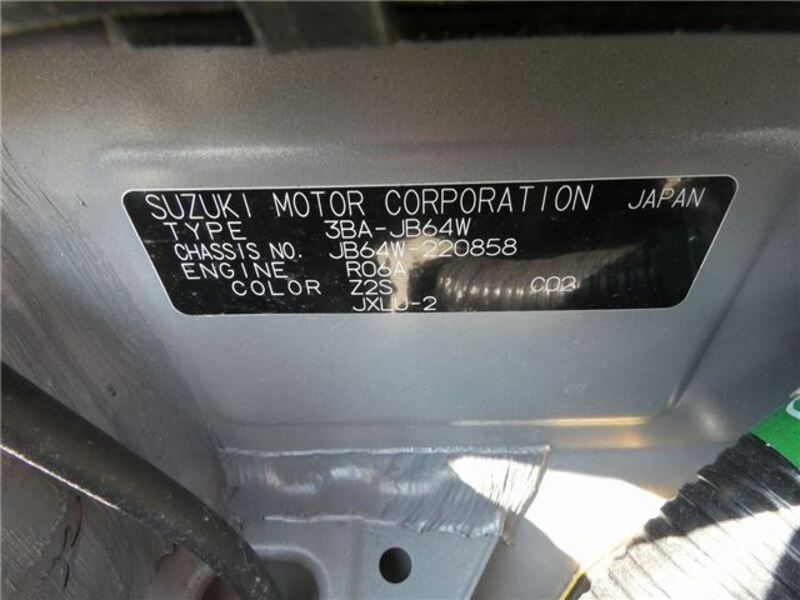 SUZUKI MOTOR CORPORATION JAPAN
TYPE 3BA-JB64W
CHASSIS NO. JB64W-220858
ENGINE R06A
COLOR Z2S C02
JXLU-2